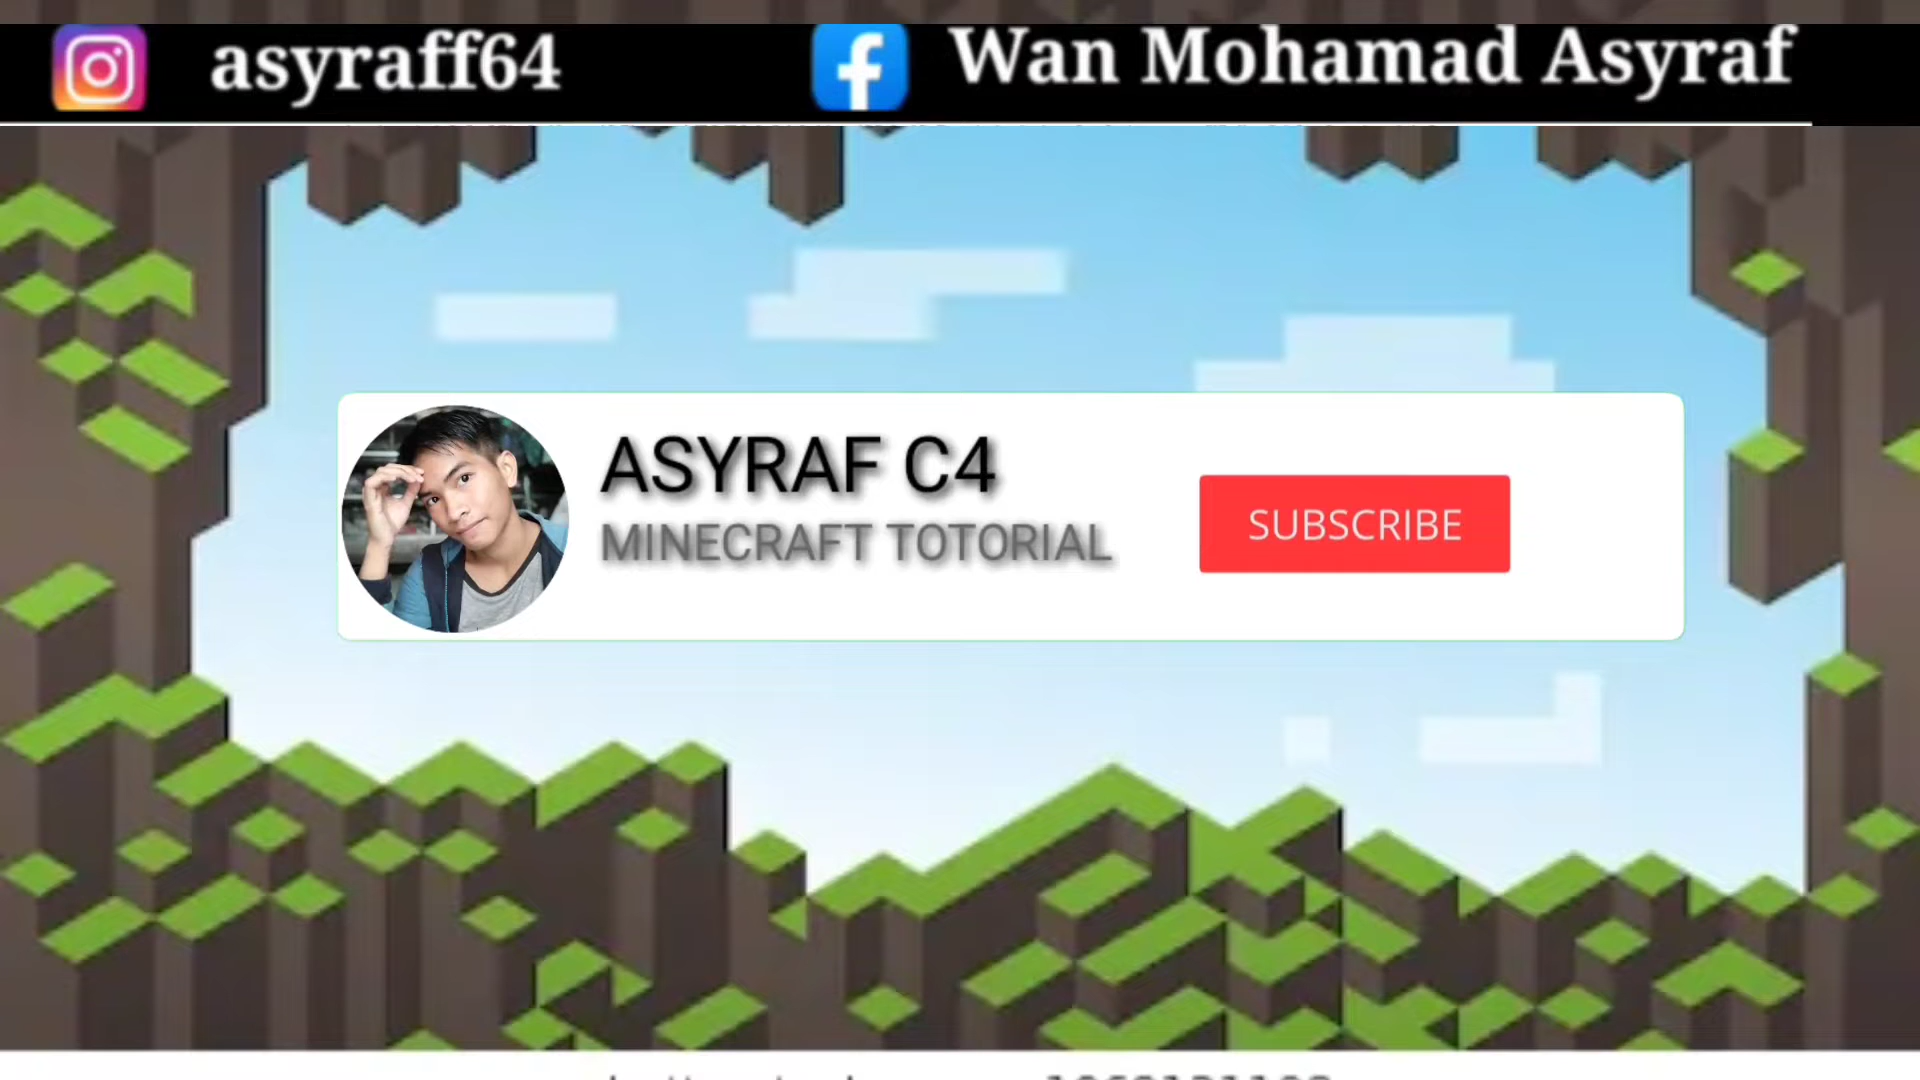 asyraff64
Wan Mohamad Asyraf
ASYRAF C4
MINECRAFT TOTORIAL
SUBSCRIBE